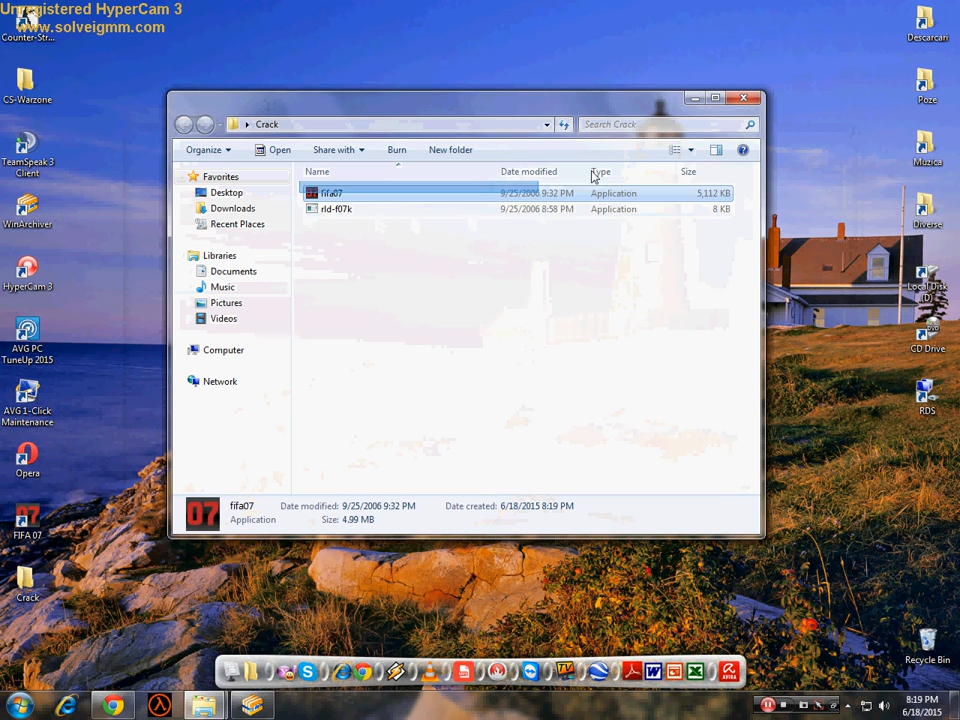 Unregistered HyperCam 3
www.solveigmm.com
Counter-Str...
CS-Warzone
TeamSpeak 3
Client
WinArchiver
HyperCam 3
AVG PC
TuneUp 2015
AVG 1-Click
Maintenance
Opera
FIFA 07
Crack
Crack
Search Crack
Organize
Open
Share with
Burn
New folder
Favorites
Desktop
Downloads
Recent Places
Libraries
Documents
Music
Pictures
Videos
Computer
Network
Name Date modified Type Size
fifa07 9/25/2006 9:32 PM Application 5,112 KB
rld-f07k 9/25/2006 8:58 PM Application 8 KB
07
fifa07 Date modified: 9/25/2006 9:32 PM Date created: 6/18/2015 8:19 PM
Application Size: 4.99 MB
Descarcari
Poze
Muzica
Diverse
Local Disk
(D)
CD Drive
RDS
Recycle Bin
8:19 PM
6/18/2015